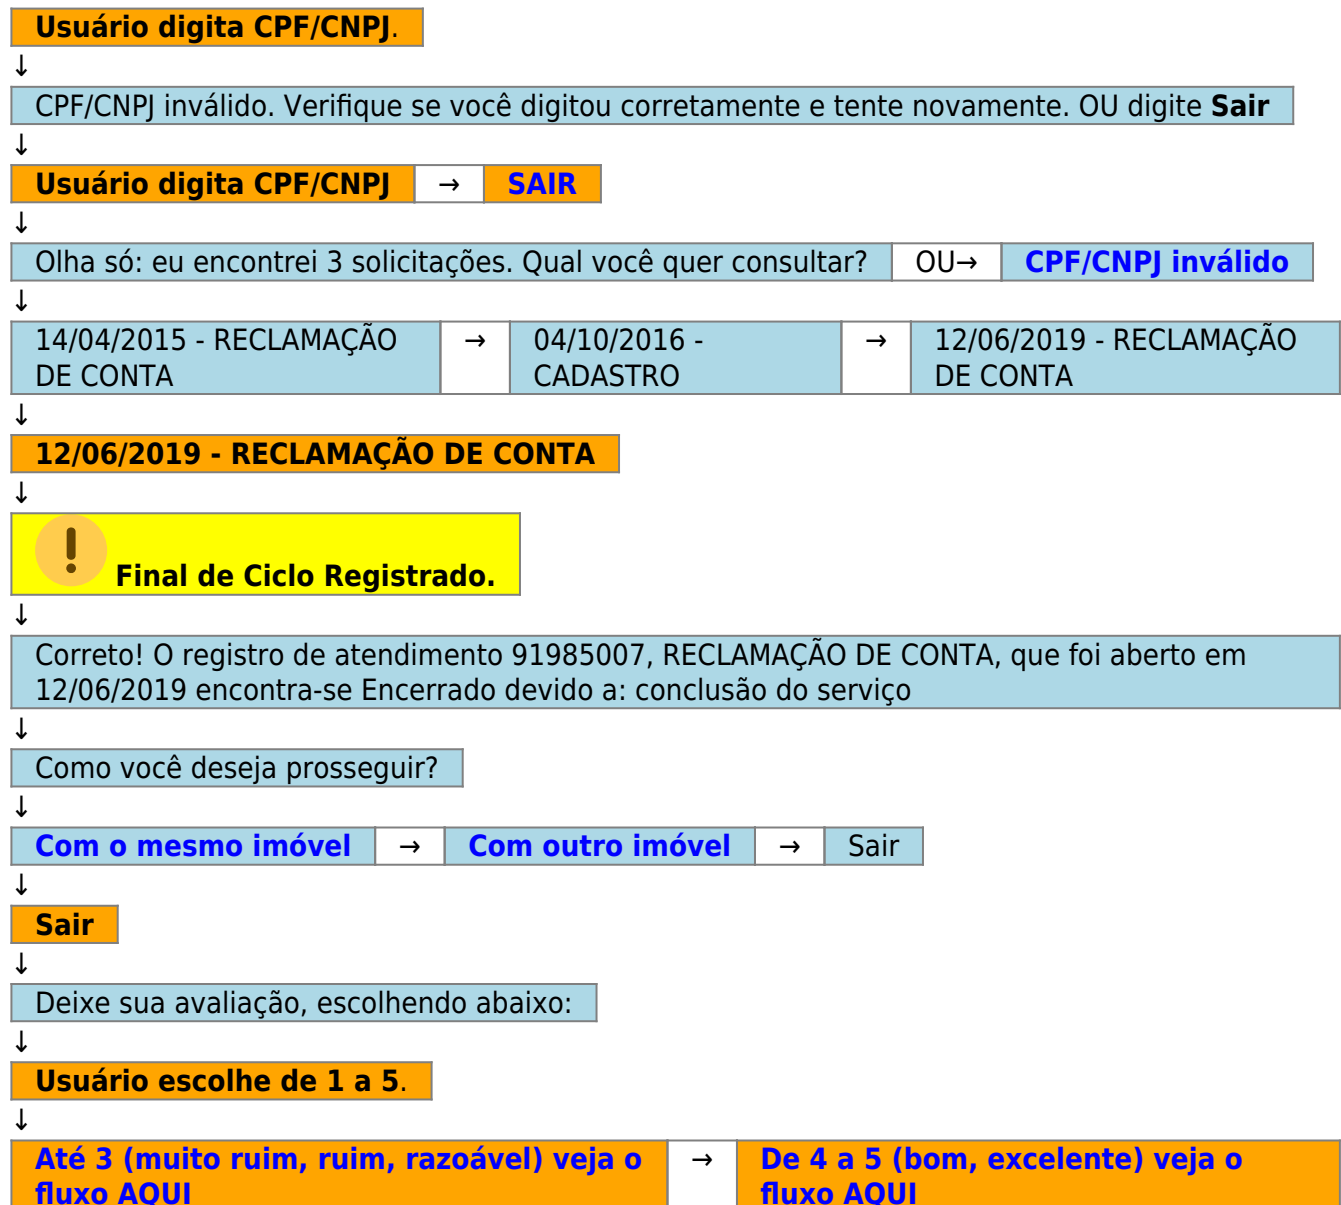 Usuário digita CPF/CNPJ.
↓
CPF/CNPJ inválido. Verifique se você digitou corretamente e tente novamente. OU digite Sair
↓
Usuário digita CPF/CNPJ → SAIR
↓
Olha só: eu encontrei 3 solicitações. Qual você quer consultar? OU→ CPF/CNPJ inválido
↓
14/04/2015 - RECLAMAÇÃO DE CONTA → 04/10/2016 - CADASTRO → 12/06/2019 - RECLAMAÇÃO DE CONTA
↓
12/06/2019 - RECLAMAÇÃO DE CONTA
↓
Final de Ciclo Registrado.
↓
Correto! O registro de atendimento 91985007, RECLAMAÇÃO DE CONTA, que foi aberto em
12/06/2019 encontra-se Encerrado devido a: conclusão do serviço
↓
Como você deseja prosseguir?
↓
Com o mesmo imóvel → Com outro imóvel → Sair
↓
Sair
↓
Deixe sua avaliação, escolhendo abaixo:
↓
Usuário escolhe de 1 a 5.
↓
Até 3 (muito ruim, ruim, razoável) veja o fluxo AQUI → De 4 a 5 (bom, excelente) veja o fluxo AQUI